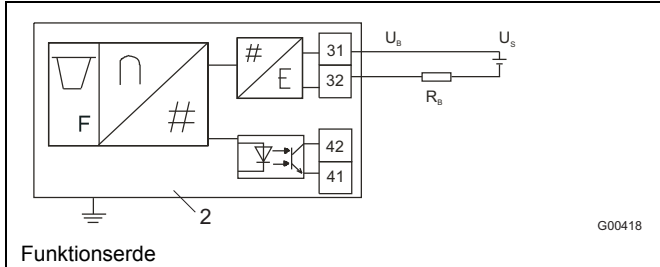 U_B
U_S
#
31
E
32
R_B
F
#
42
41
2
G00418
Funktionserde